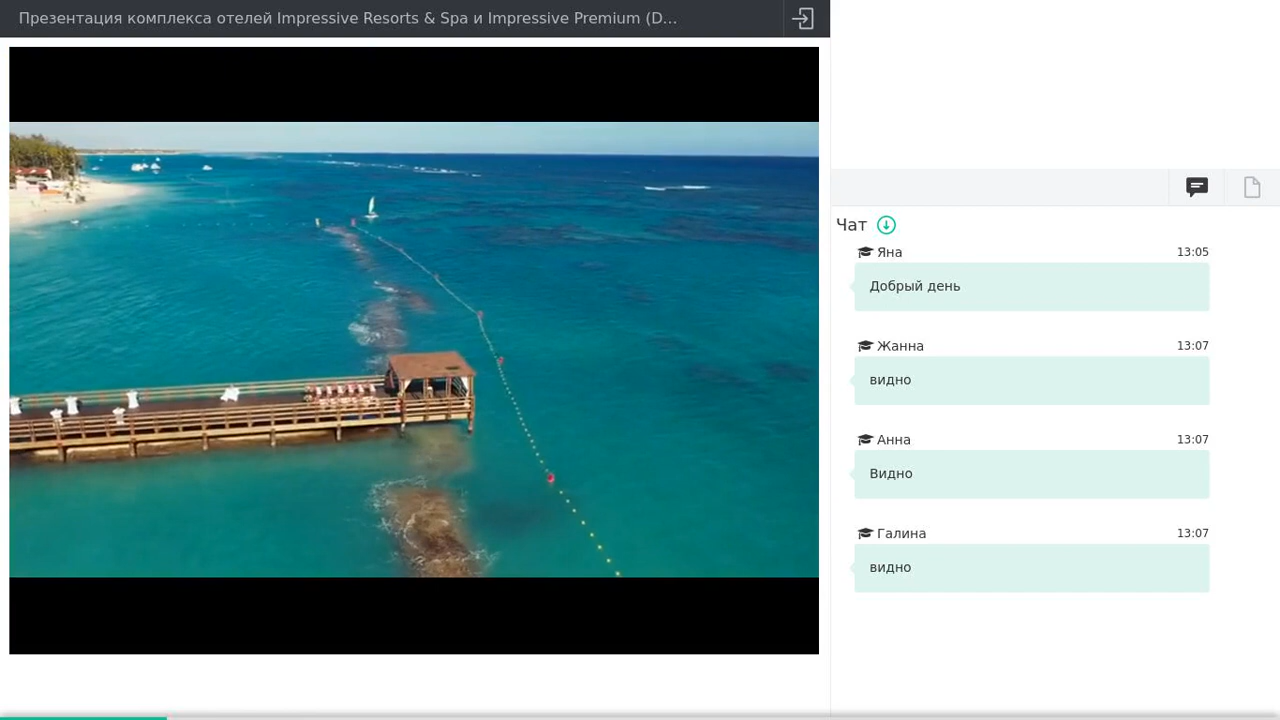 Презентация комплекса отелей Impressive Resorts & Spa и Impressive Premium (D...
Чат
Яна 13:05
Добрый день
Жанна 13:07
видно
Анна 13:07
Видно
Галина 13:07
видно